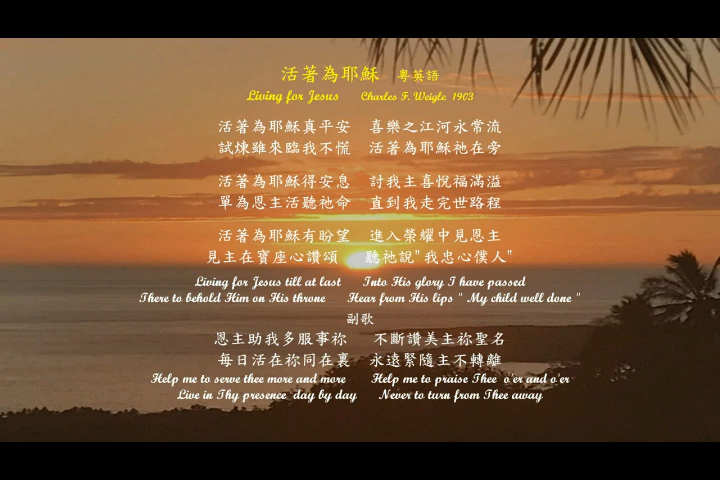 活著為耶穌 粵英語
Living for Jesus Charles F. Weigle 1903
活著為耶穌真平安 喜樂之江河永常流
試煉雖來臨我不慌 活著為耶穌祂在旁
活著為耶穌得安息 討我主喜悅福滿溢
單為恩主活聽祂命 直到我走完世路程
活著為耶穌有盼望 進入榮耀中見恩主
見主在寶座心讚頌 聽祂說"我忠心僕人"
Living for Jesus till at last Into His glory I have passed
There to behold Him on His throne Hear from His lips " My child well done "
副歌
恩主助我多服事祢 不斷讚美主祢聖名
每日活在祢同在裏 永遠緊隨主不轉離
Help me to serve thee more and more Help me to praise Thee o'er and o'er
Live in Thy presence day by day Never to turn from Thee away